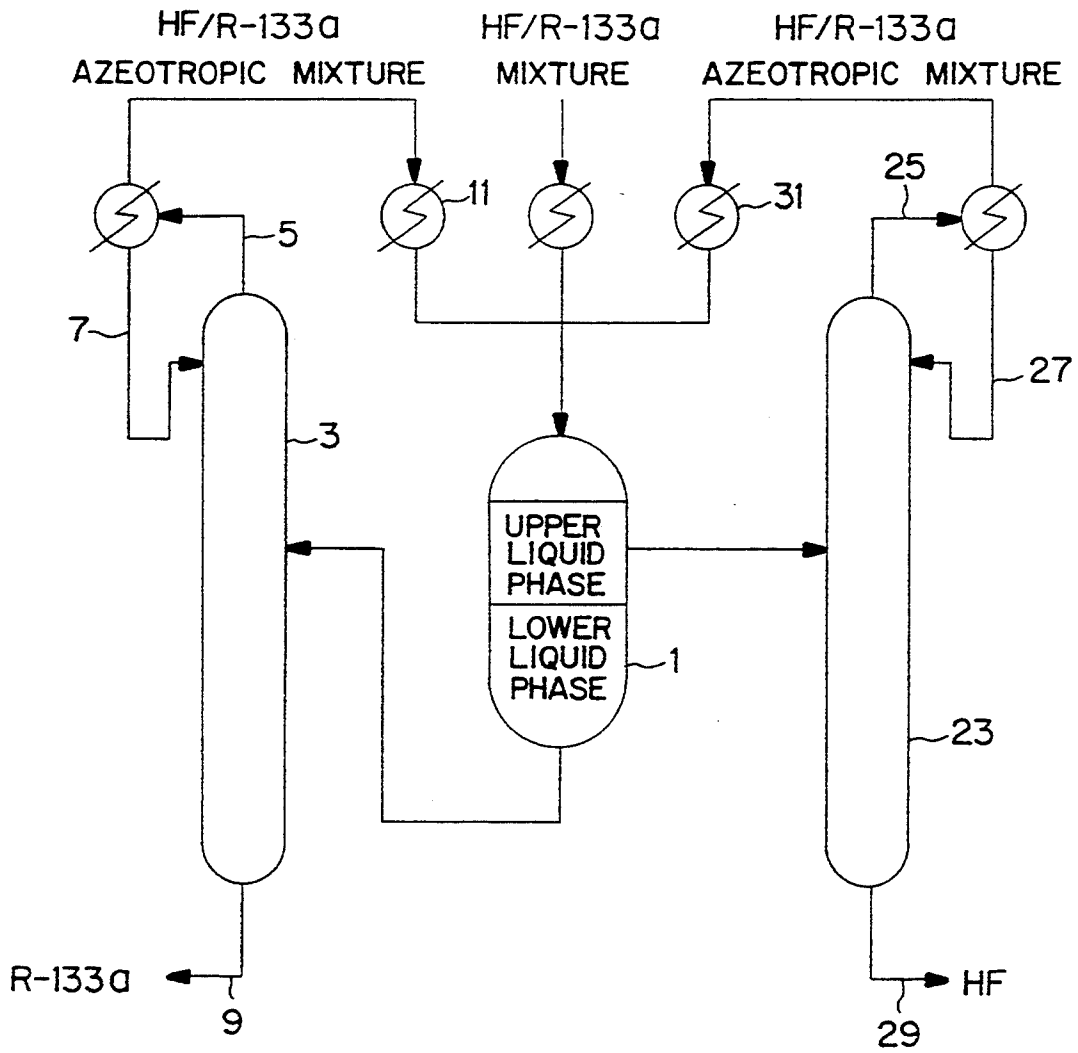 HF/R-133a
AZEOTROPIC MIXTURE
HF/R-133a
MIXTURE
HF/R-133a
AZEOTROPIC MIXTURE
11
31
25
5
7
27
3
UPPER
LIQUID
PHASE
LOWER
LIQUID
PHASE
1
23
R-133a
9
29
HF